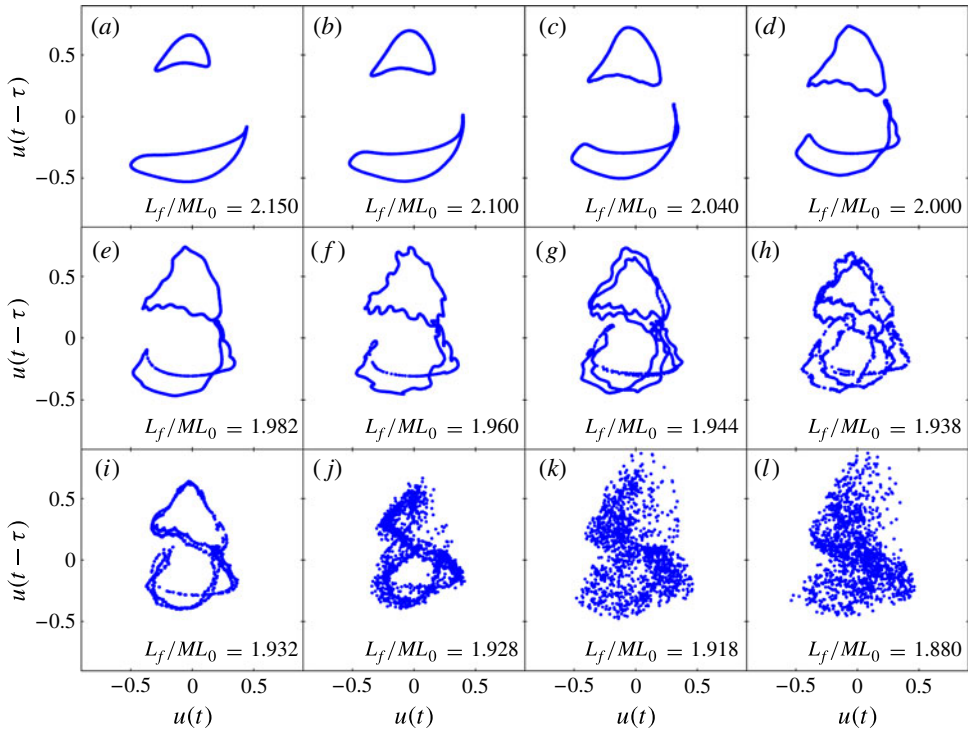 (a) (b) (c) (d)
0.5
0
−0.5
u(t − τ)
L_f/ML_0 = 2.150 L_f/ML_0 = 2.100 L_f/ML_0 = 2.040 L_f/ML_0 = 2.000
(e) (f) (g) (h)
0.5
0
−0.5
u(t − τ)
L_f/ML_0 = 1.982 L_f/ML_0 = 1.960 L_f/ML_0 = 1.944 L_f/ML_0 = 1.938
(i) (j) (k) (l)
0.5
0
−0.5
u(t − τ)
L_f/ML_0 = 1.932 L_f/ML_0 = 1.928 L_f/ML_0 = 1.918 L_f/ML_0 = 1.880
−0.5 0 0.5 −0.5 0 0.5 −0.5 0 0.5 −0.5 0 0.5
u(t) u(t) u(t) u(t)